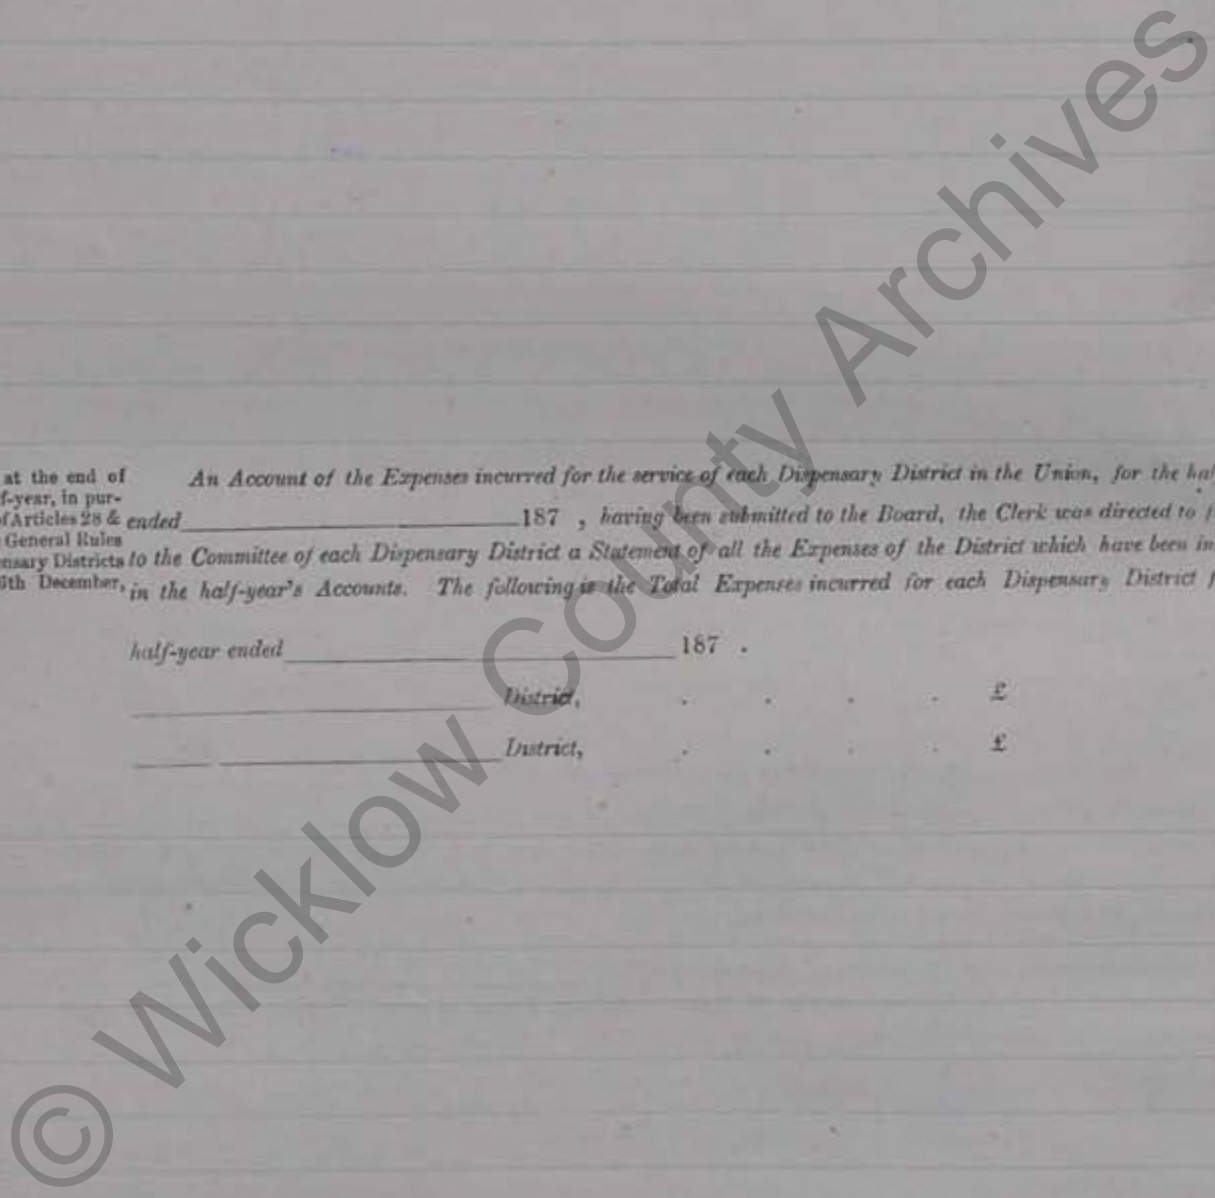 at the end of
f-year, in pur-
of Articles 28 &
General Rules
ensary Districts
6th December,
An Account of the Expenses incurred for the service of each Dispensary District in the Union, for the hal
ended 187 , having been submitted to the Board, the Clerk was directed to
to the Committee of each Dispensary District a Statement of all the Expenses of the District which have been in
in the half-year's Accounts. The following is the Total Expenses incurred for each Dispensary District f
half-year ended 187 .
District, . . . . £
District, . . . . £
© Wicklow County Archives